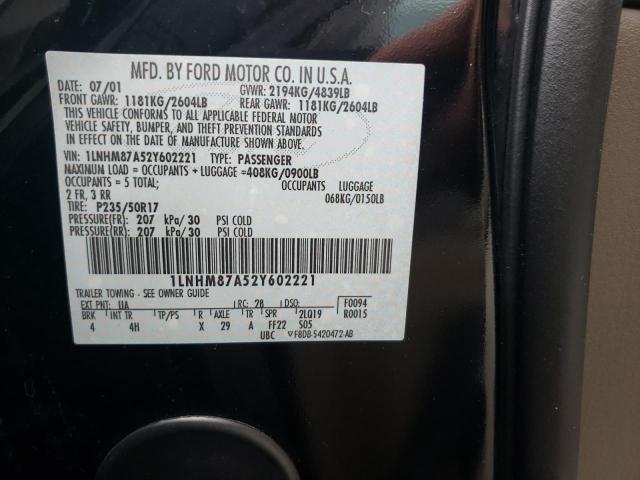 MFD. BY FORD MOTOR CO. IN U.S.A.
DATE: 07/01 GVWR: 2194KG/4839LB
FRONT GAWR: 1181KG/2604LB REAR GAWR: 1181KG/2604LB
THIS VEHICLE CONFORMS TO ALL APPLICABLE FEDERAL MOTOR
VEHICLE SAFETY, BUMPER, AND THEFT PREVENTION STANDARDS
IN EFFECT ON THE DATE OF MANUFACTURE SHOWN ABOVE.
VIN: 1LNHM87A52Y602221 TYPE: PASSENGER
MAXIMUM LOAD = OCCUPANTS + LUGGAGE =408KG/0900LB
OCCUPANTS = 5 TOTAL; OCCUPANTS LUGGAGE
2 FR, 3 RR 068KG/0150LB
TIRE: P235/50R17
PRESSURE(FR): 207 kPa/30 PSI COLD
PRESSURE(RR): 207 kPa/30 PSI COLD
1LNHM87A52Y602221
TRAILER TOWING - SEE OWNER GUIDE
EXT PNT: UA RC: 28 DSO: F0094
BRK INT TR TP/PS R AXLE TR SPR 2LQ19 R0015
4 4H X 29 A FF22 S05
UBC F8DB-5420472-AB